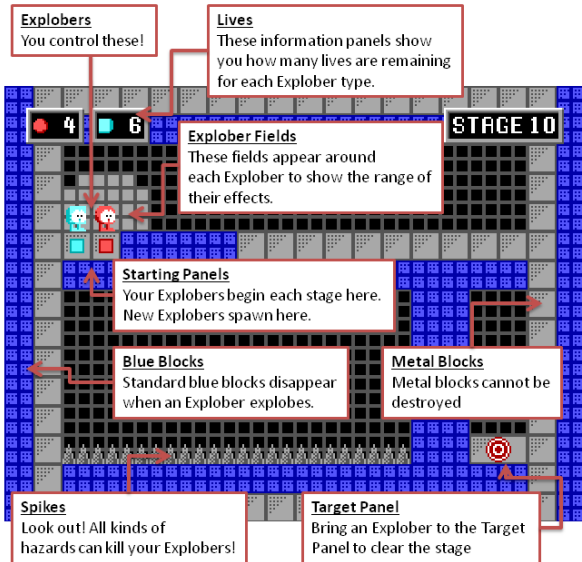 Explobers
You control these!
Lives
These information panels show
you how many lives are remaining
for each Explober type.
4
6
STAGE 10
Explober Fields
These fields appear around
each Explober to show the range of
their effects.
Starting Panels
Your Explobers begin each stage here.
New Explobers spawn here.
Blue Blocks
Standard blue blocks disappear
when an Explober explobes.
Metal Blocks
Metal blocks cannot be
destroyed
Spikes
Look out! All kinds of
hazards can kill your Explobers!
Target Panel
Bring an Explober to the Target
Panel to clear the stage